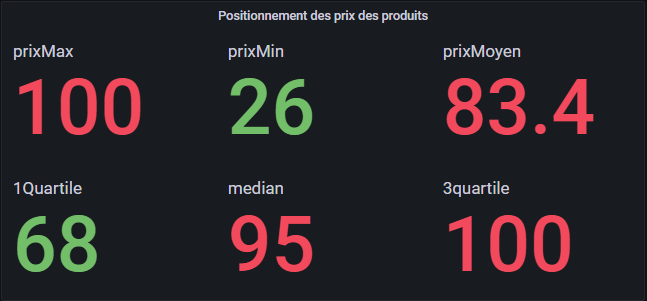 Positionnement des prix des produits
prixMax prixMin prixMoyen
100 26 83.4
1Quartile median 3quartile
68 95 100